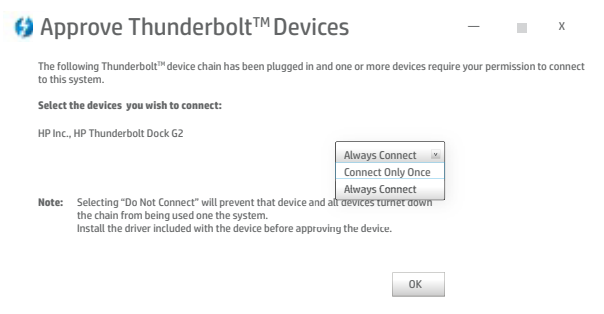 Approve Thunderbolt™ Devices
X
The following Thunderbolt™ device chain has been plugged in and one or more devices require your permission to connect
to this system.
Select the devices you wish to connect:
HP Inc., HP Thunderbolt Dock G2
Always Connect
Connect Only Once
Always Connect
Note: Selecting “Do Not Connect” will prevent that device and all devices turnet down
the chain from being used one the system.
Install the driver included with the device before approving the device.
OK